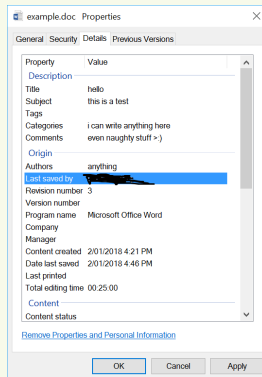 example.doc Properties
General Security Details Previous Versions
Property Value
Description
Title hello
Subject this is a test
Tags
Categories i can write anything here
Comments even naughty stuff >:)
Origin
Authors anything
Last saved by
Revision number 3
Version number
Program name Microsoft Office Word
Company
Manager
Content created 2/01/2018 4:21 PM
Date last saved 2/01/2018 4:46 PM
Last printed
Total editing time 00:25:00
Content
Content status
Remove Properties and Personal Information
OK Cancel Apply